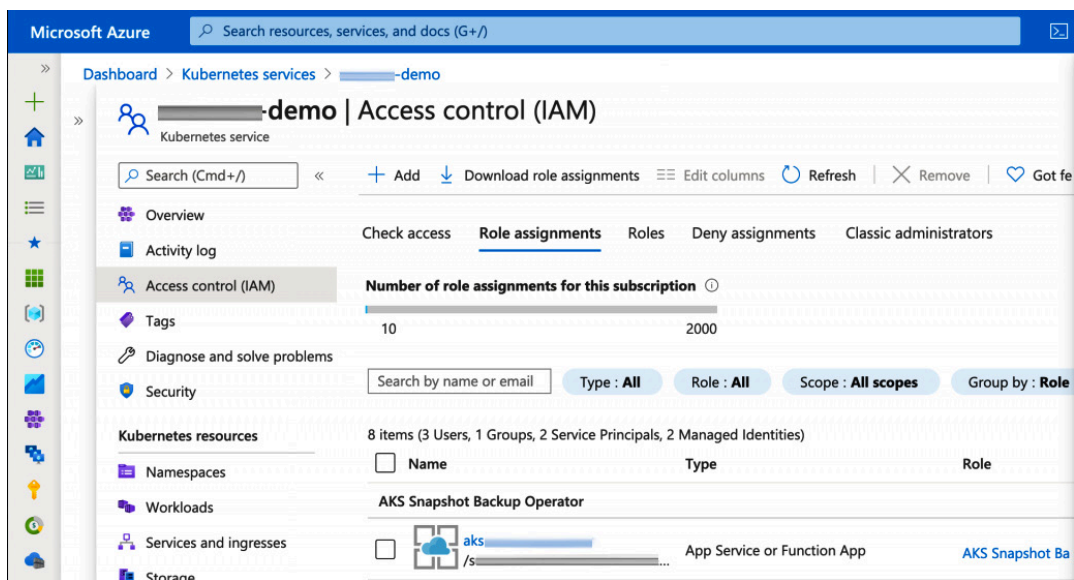 Microsoft Azure
Search resources, services, and docs (G+/)
Dashboard > Kubernetes services > -demo
-demo | Access control (IAM)
Kubernetes service
Search (Cmd+/)
Add
Download role assignments
Edit columns
Refresh
Remove
Got fe
Overview
Activity log
Access control (IAM)
Tags
Diagnose and solve problems
Security
Kubernetes resources
Namespaces
Workloads
Services and ingresses
Storage
Check access
Role assignments
Roles
Deny assignments
Classic administrators
Number of role assignments for this subscription
10
2000
Search by name or email
Type : All
Role : All
Scope : All scopes
Group by : Role
8 items (3 Users, 1 Groups, 2 Service Principals, 2 Managed Identities)
Name
Type
Role
AKS Snapshot Backup Operator
aks
/s...
App Service or Function App
AKS Snapshot Ba